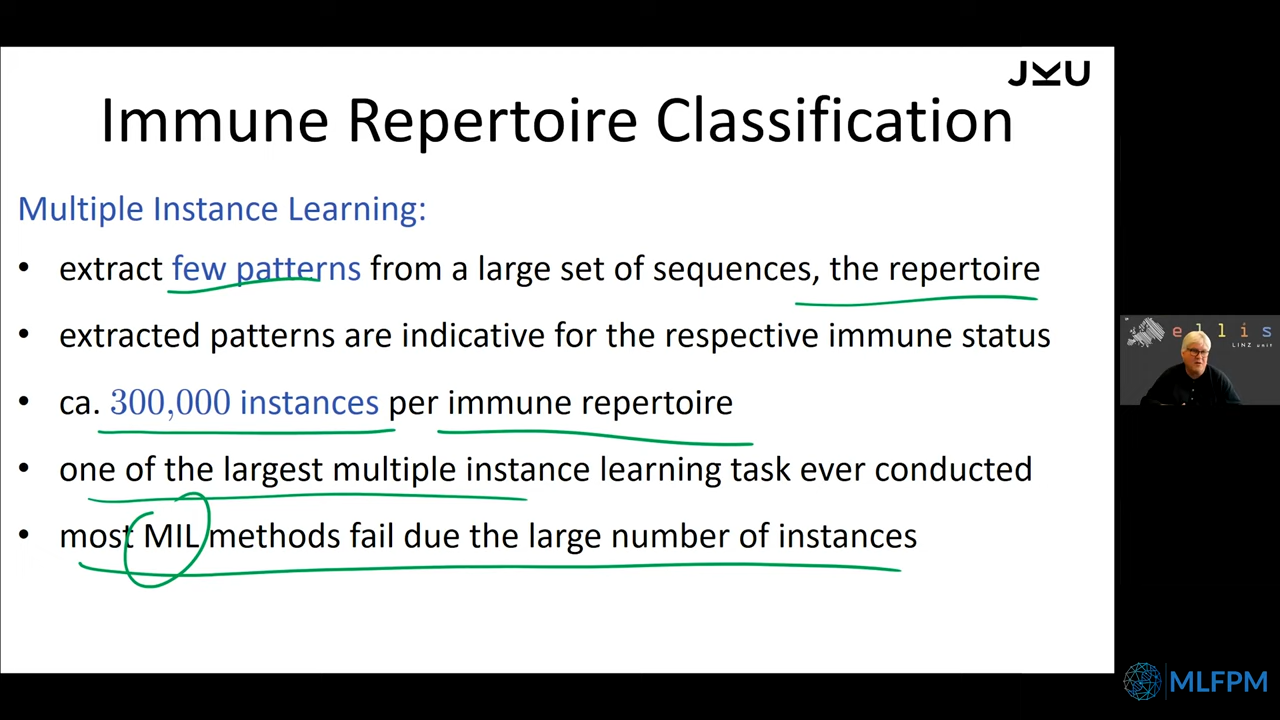 JKU
Immune Repertoire Classification
Multiple Instance Learning:
• extract few patterns from a large set of sequences, the repertoire
• extracted patterns are indicative for the respective immune status
• ca. 300,000 instances per immune repertoire
• one of the largest multiple instance learning task ever conducted
• most MIL methods fail due the large number of instances
ellis
LINZ unit
MLFPM